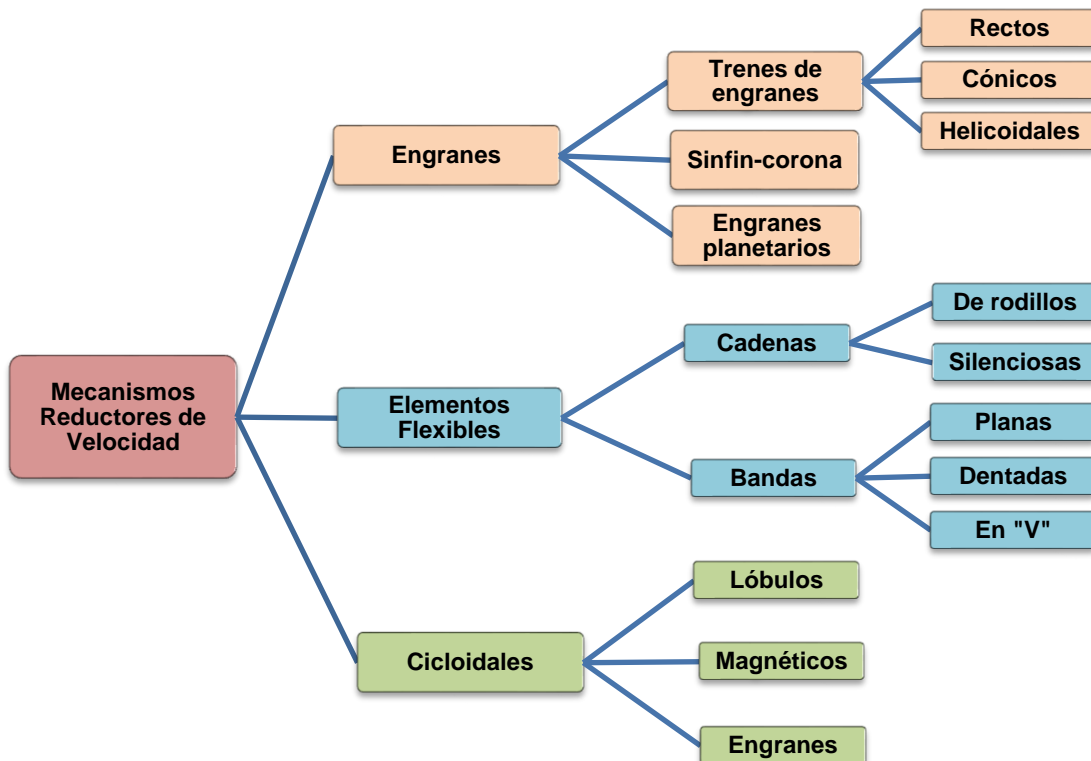 Mecanismos
Reductores de
Velocidad
Engranes
Trenes de
engranes
Rectos
Cónicos
Helicoidales
Sinfin-corona
Engranes
planetarios
Elementos
Flexibles
Cadenas
De rodillos
Silenciosas
Bandas
Planas
Dentadas
En "V"
Cicloidales
Lóbulos
Magnéticos
Engranes